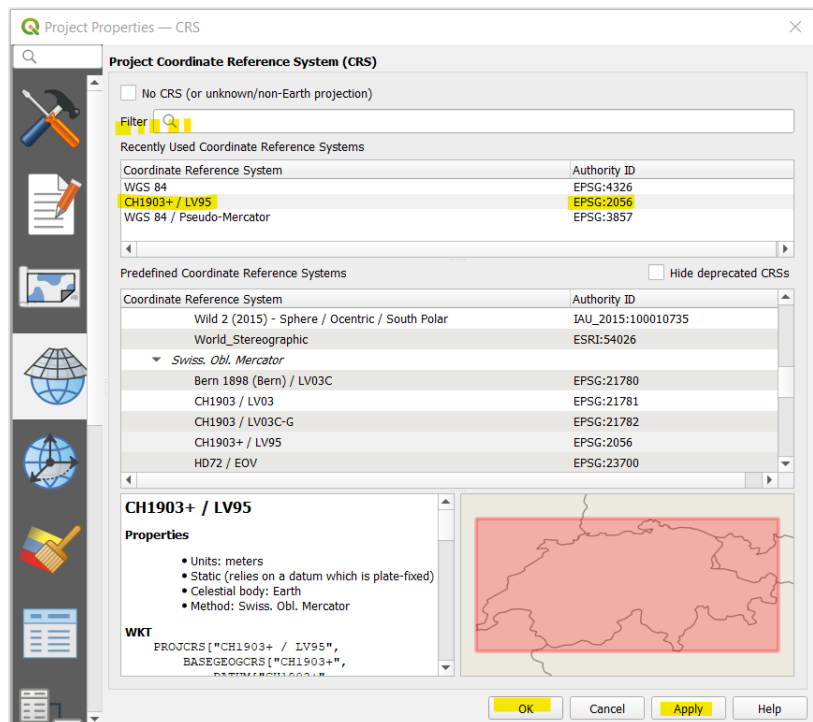 Project Properties — CRS
Project Coordinate Reference System (CRS)
No CRS (or unknown/non-Earth projection)
Filter
Recently Used Coordinate Reference Systems
Coordinate Reference System Authority ID
WGS 84 EPSG:4326
CH1903+ / LV95 EPSG:2056
WGS 84 / Pseudo-Mercator EPSG:3857
Predefined Coordinate Reference Systems Hide deprecated CRSs
Coordinate Reference System Authority ID
Wild 2 (2015) - Sphere / Ocentric / South Polar IAU_2015:100010735
World_Stereographic ESRI:54026
Swiss. Obl. Mercator
Bern 1898 (Bern) / LV03C EPSG:21780
CH1903 / LV03 EPSG:21781
CH1903 / LV03C-G EPSG:21782
CH1903+ / LV95 EPSG:2056
HD72 / EOV EPSG:23700
CH1903+ / LV95
Properties
• Units: meters
• Static (relies on a datum which is plate-fixed)
• Celestial body: Earth
• Method: Swiss. Obl. Mercator
WKT
PROJCRS["CH1903+ / LV95",
BASEGEOGCRS["CH1903+",
OK Cancel Apply Help